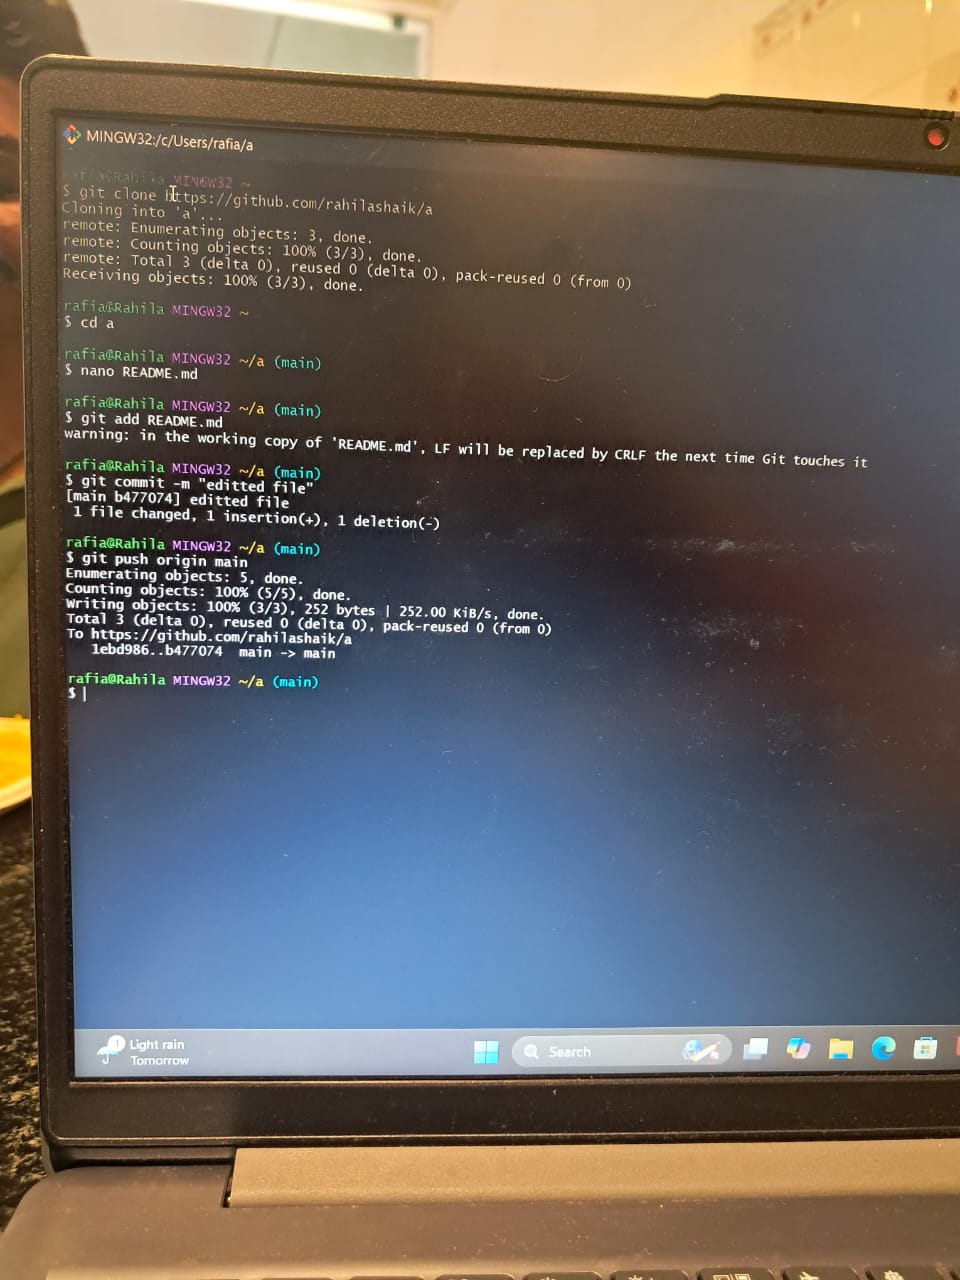 MINGW32:/c/Users/rafia/a
rafia@Rahila MINGW32 ~
$ git clone https://github.com/rahilashaik/a
Cloning into 'a'...
remote: Enumerating objects: 3, done.
remote: Counting objects: 100% (3/3), done.
remote: Total 3 (delta 0), reused 0 (delta 0), pack-reused 0 (from 0)
Receiving objects: 100% (3/3), done.
rafia@Rahila MINGW32 ~
$ cd a
rafia@Rahila MINGW32 ~/a (main)
$ nano README.md
rafia@Rahila MINGW32 ~/a (main)
$ git add README.md
warning: in the working copy of 'README.md', LF will be replaced by CRLF the next time Git touches it
rafia@Rahila MINGW32 ~/a (main)
$ git commit -m "editted file"
[main b477074] editted file
1 file changed, 1 insertion(+), 1 deletion(-)
rafia@Rahila MINGW32 ~/a (main)
$ git push origin main
Enumerating objects: 5, done.
Counting objects: 100% (5/5), done.
Writing objects: 100% (3/3), 252 bytes | 252.00 KiB/s, done.
Total 3 (delta 0), reused 0 (delta 0), pack-reused 0 (from 0)
To https://github.com/rahilashaik/a
1ebd986..b477074 main -> main
rafia@Rahila MINGW32 ~/a (main)
$
1
Light rain
Tomorrow
Search